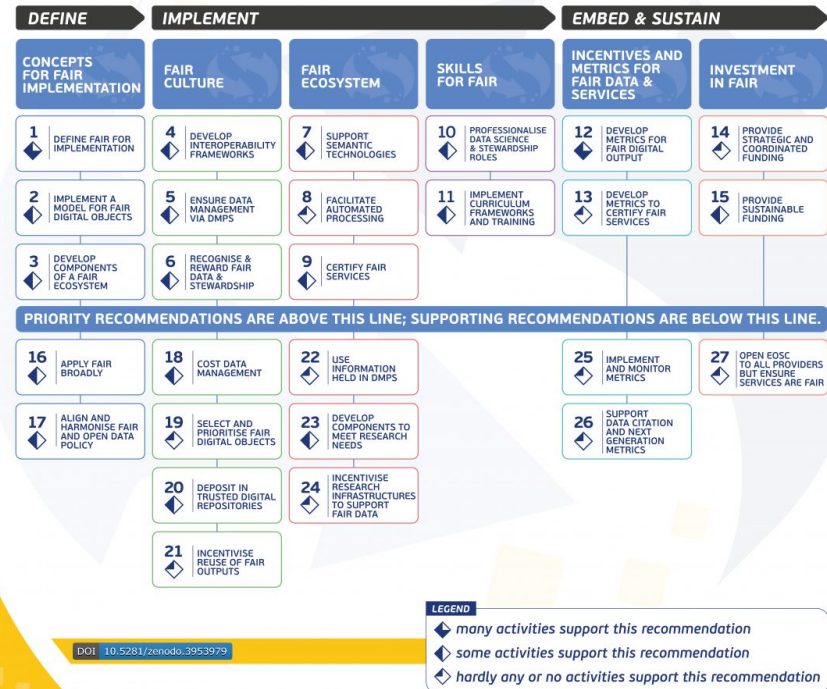 DEFINE
IMPLEMENT
EMBED & SUSTAIN
CONCEPTS
FOR FAIR
IMPLEMENTATION
FAIR
CULTURE
FAIR
ECOSYSTEM
SKILLS
FOR FAIR
INCENTIVES AND
METRICS FOR
FAIR DATA &
SERVICES
INVESTMENT
IN FAIR
1
DEFINE FAIR FOR
IMPLEMENTATION
2
IMPLEMENT A
MODEL FOR FAIR
DIGITAL OBJECTS
3
DEVELOP
COMPONENTS
OF A FAIR
ECOSYSTEM
4
DEVELOP
INTEROPERABILITY
FRAMEWORKS
5
ENSURE DATA
MANAGEMENT
VIA DMPS
6
RECOGNISE &
REWARD FAIR
DATA &
STEWARDSHIP
7
SUPPORT
SEMANTIC
TECHNOLOGIES
8
FACILITATE
AUTOMATED
PROCESSING
9
CERTIFY FAIR
SERVICES
10
PROFESSIONALISE
DATA SCIENCE
& STEWARDSHIP
ROLES
11
IMPLEMENT
CURRICULUM
FRAMEWORKS
AND TRAINING
12
DEVELOP
METRICS FOR
FAIR DIGITAL
OUTPUT
13
DEVELOP
METRICS TO
CERTIFY FAIR
SERVICES
14
PROVIDE
STRATEGIC AND
COORDINATED
FUNDING
15
PROVIDE
SUSTAINABLE
FUNDING
PRIORITY RECOMMENDATIONS ARE ABOVE THIS LINE; SUPPORTING RECOMMENDATIONS ARE BELOW THIS LINE.
16
APPLY FAIR
BROADLY
17
ALIGN AND
HARMONISE FAIR
AND OPEN DATA
POLICY
18
COST DATA
MANAGEMENT
19
SELECT AND
PRIORITISE FAIR
DIGITAL OBJECTS
20
DEPOSIT IN
TRUSTED DIGITAL
REPOSITORIES
21
INCENTIVISE
REUSE OF FAIR
OUTPUTS
22
USE
INFORMATION
HELD IN DMPS
23
DEVELOP
COMPONENTS TO
MEET RESEARCH
NEEDS
24
INCENTIVISE
RESEARCH
INFRASTRUCTURES
TO SUPPORT
FAIR DATA
25
IMPLEMENT
AND MONITOR
METRICS
26
SUPPORT
DATA CITATION
AND NEXT
GENERATION
METRICS
27
OPEN EOSC
TO ALL PROVIDERS
BUT ENSURE
SERVICES ARE FAIR
LEGEND
many activities support this recommendation
some activities support this recommendation
hardly any or no activities support this recommendation
DOI 10.5281/zenodo.3953979